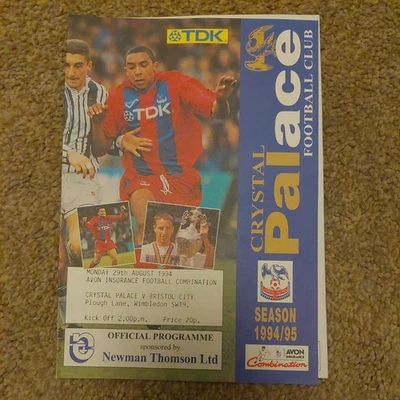 TDK
TDK
CRYSTAL
Palace
FOOTBALL CLUB
MONDAY 29th AUGUST 1994
AVON INSURANCE FOOTBALL COMBINATION
CRYSTAL PALACE V BRISTOL CITY
Plough Lane, Wimbledon SW19.
Kick Off 2.00p.m. Price 20p.
SEASON
1994/95
AVON
INSURANCE
Combination
OFFICIAL PROGRAMME
sponsored by
Newman Thomson Ltd